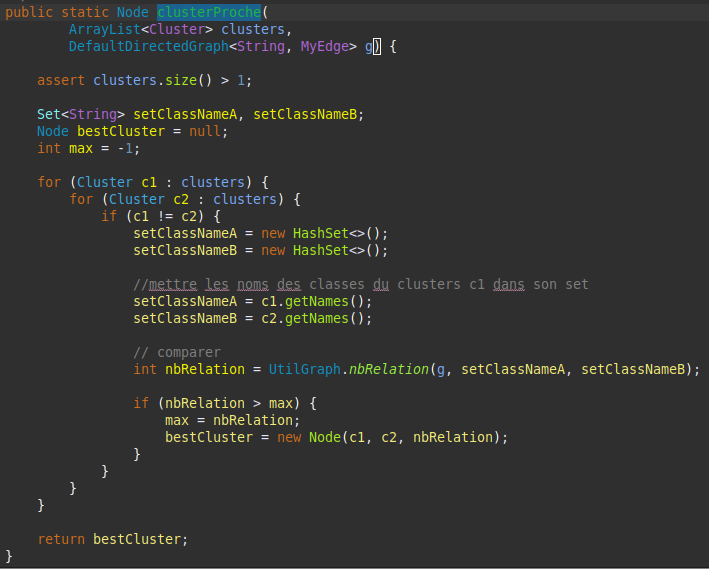 public static Node clusterProche(
        ArrayList<Cluster> clusters,
        DefaultDirectedGraph<String, MyEdge> g) {

    assert clusters.size() > 1;

    Set<String> setClassNameA, setClassNameB;
    Node bestCluster = null;
    int max = -1;

    for (Cluster c1 : clusters) {
        for (Cluster c2 : clusters) {
            if (c1 != c2) {
                setClassNameA = new HashSet<>();
                setClassNameB = new HashSet<>();

                //mettre les noms des classes du clusters c1 dans son set
                setClassNameA = c1.getNames();
                setClassNameB = c2.getNames();

                // comparer
                int nbRelation = UtilGraph.nbRelation(g, setClassNameA, setClassNameB);

                if (nbRelation > max) {
                    max = nbRelation;
                    bestCluster = new Node(c1, c2, nbRelation);
                }
            }
        }
    }

    return bestCluster;
}